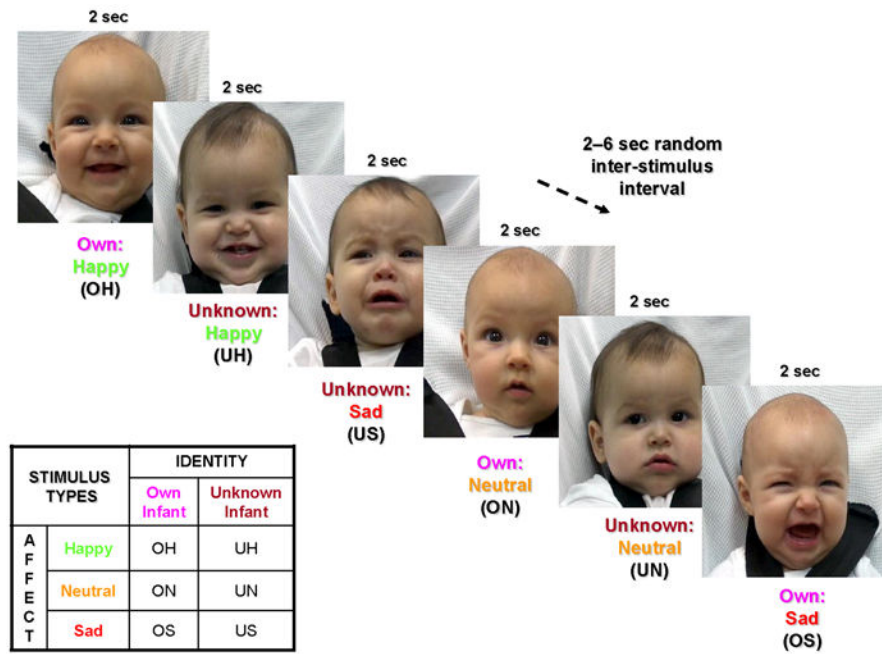 2 sec
Own:
Happy
(OH)
2 sec
Unknown:
Happy
(UH)
2 sec
Unknown:
Sad
(US)
2 sec
Own:
Neutral
(ON)
2 sec
Unknown:
Neutral
(UN)
2 sec
Own:
Sad
(OS)
2–6 sec random
inter-stimulus
interval
STIMULUS
TYPES
IDENTITY
Own
Infant
Unknown
Infant
AFFECT
Happy OH UH
Neutral ON UN
Sad OS US